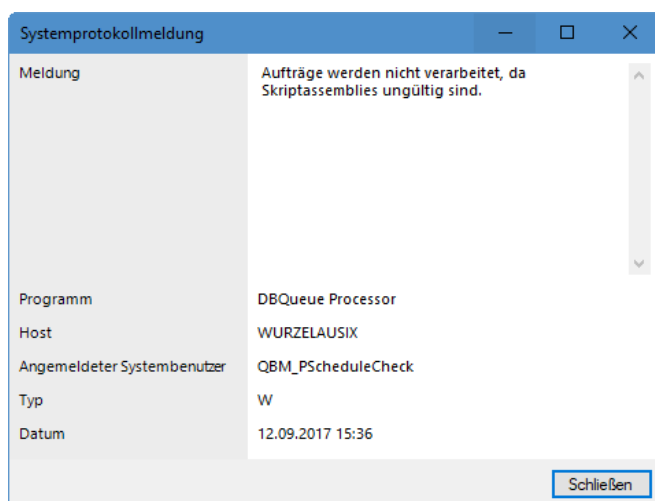 Systemprotokollmeldung
Meldung
Aufträge werden nicht verarbeitet, da
Skriptassemblies ungültig sind.
Programm DBQueue Processor
Host WURZELAUSIX
Angemeldeter Systembenutzer QBM_PScheduleCheck
Typ W
Datum 12.09.2017 15:36
Schließen